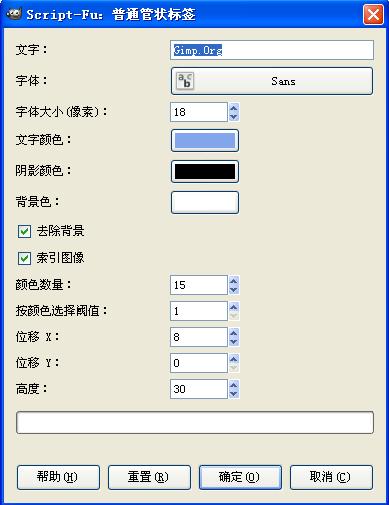 Script-Fu: 普通管状标签
文字： Gimp.Org
字体： Sans
字体大小(像素)： 18
文字颜色：
阴影颜色：
背景色：
去除背景
索引图像
颜色数量： 15
按颜色选择阈值： 1
位移 X： 8
位移 Y： 0
高度： 30
帮助(H) 重置(R) 确定(O) 取消(C)